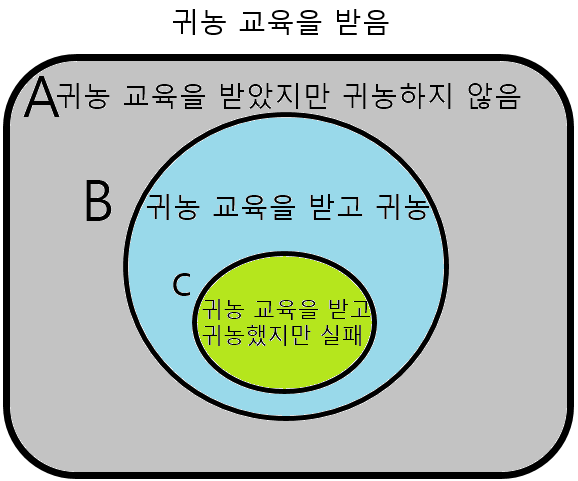 귀농 교육을 받음
A귀농 교육을 받았지만 귀농하지 않음
B
귀농 교육을 받고 귀농
C
귀농 교육을 받고
귀농했지만 실패